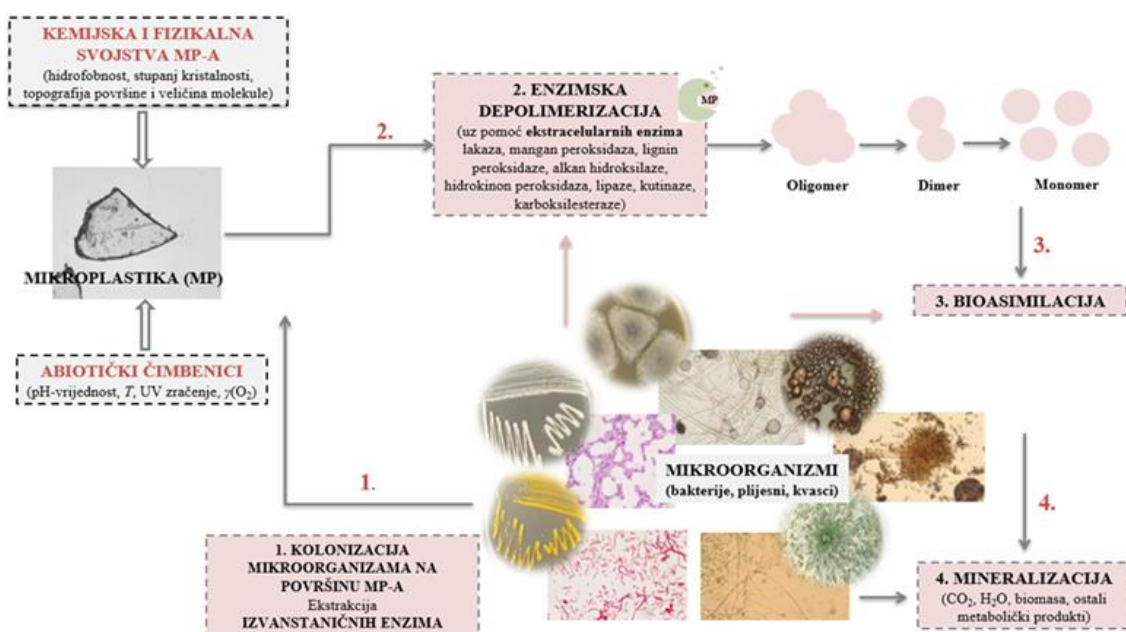 KEMIJSKA I FIZIKALNA
SVOJSTVA MP-A
(hidrofobnost, stupanj kristalnosti,
topografija površine i veličina molekule)
MIKROPLASTIKA (MP)
ABIOTIČKI ČIMBENICI
(pH-vrijednost, T, UV zračenje, γ(O₂)
2.
2. ENZIMSKA
DEPOLIMERIZACIJA
(uz pomoć ekstracelularnih enzima
lakaza, mangan peroksidaza, lignin
peroksidaze, alkan hidroksilaze,
hidrokinon peroksidaza, lipaze, kutinaze,
karboksilesteraze)
MP
Oligomer
Dimer
Monomer
3.
3. BIOASIMILACIJA
MIKROORGANIZMI
(bakterije, plijesni, kvasci)
1.
1. KOLONIZACIJA
MIKROORGANIZAMA NA
POVRŠINU MP-A
Ekstrakcija
IZVANSTANIČNIH ENZIMA
4.
4. MINERALIZACIJA
(CO₂, H₂O, biomasa, ostali
metabolički produkti)